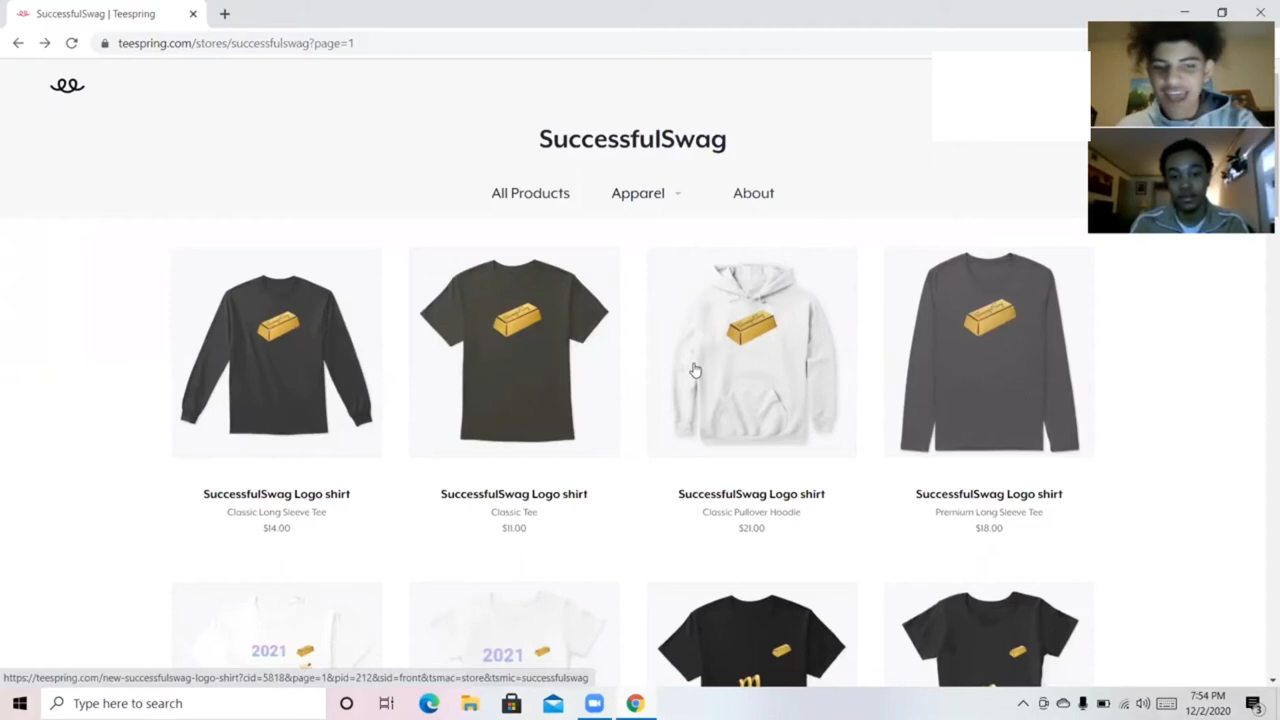 SuccessfulSwag | Teespring
teespring.com/stores/successfulswag?page=1
SuccessfulSwag
All Products
Apparel
About
SuccessfulSwag Logo shirt
Classic Long Sleeve Tee
$14.00
SuccessfulSwag Logo shirt
Classic Tee
$11.00
SuccessfulSwag Logo shirt
Classic Pullover Hoodie
$21.00
SuccessfulSwag Logo shirt
Premium Long Sleeve Tee
$18.00
2021
2021
m
https://teespring.com/new-successfulswag-logo-shirt?cid=5818&page=1&pid=212&sid=front&tsmac=store&tsmic=successfulswag
Type here to search
7:54 PM
12/2/2020
3